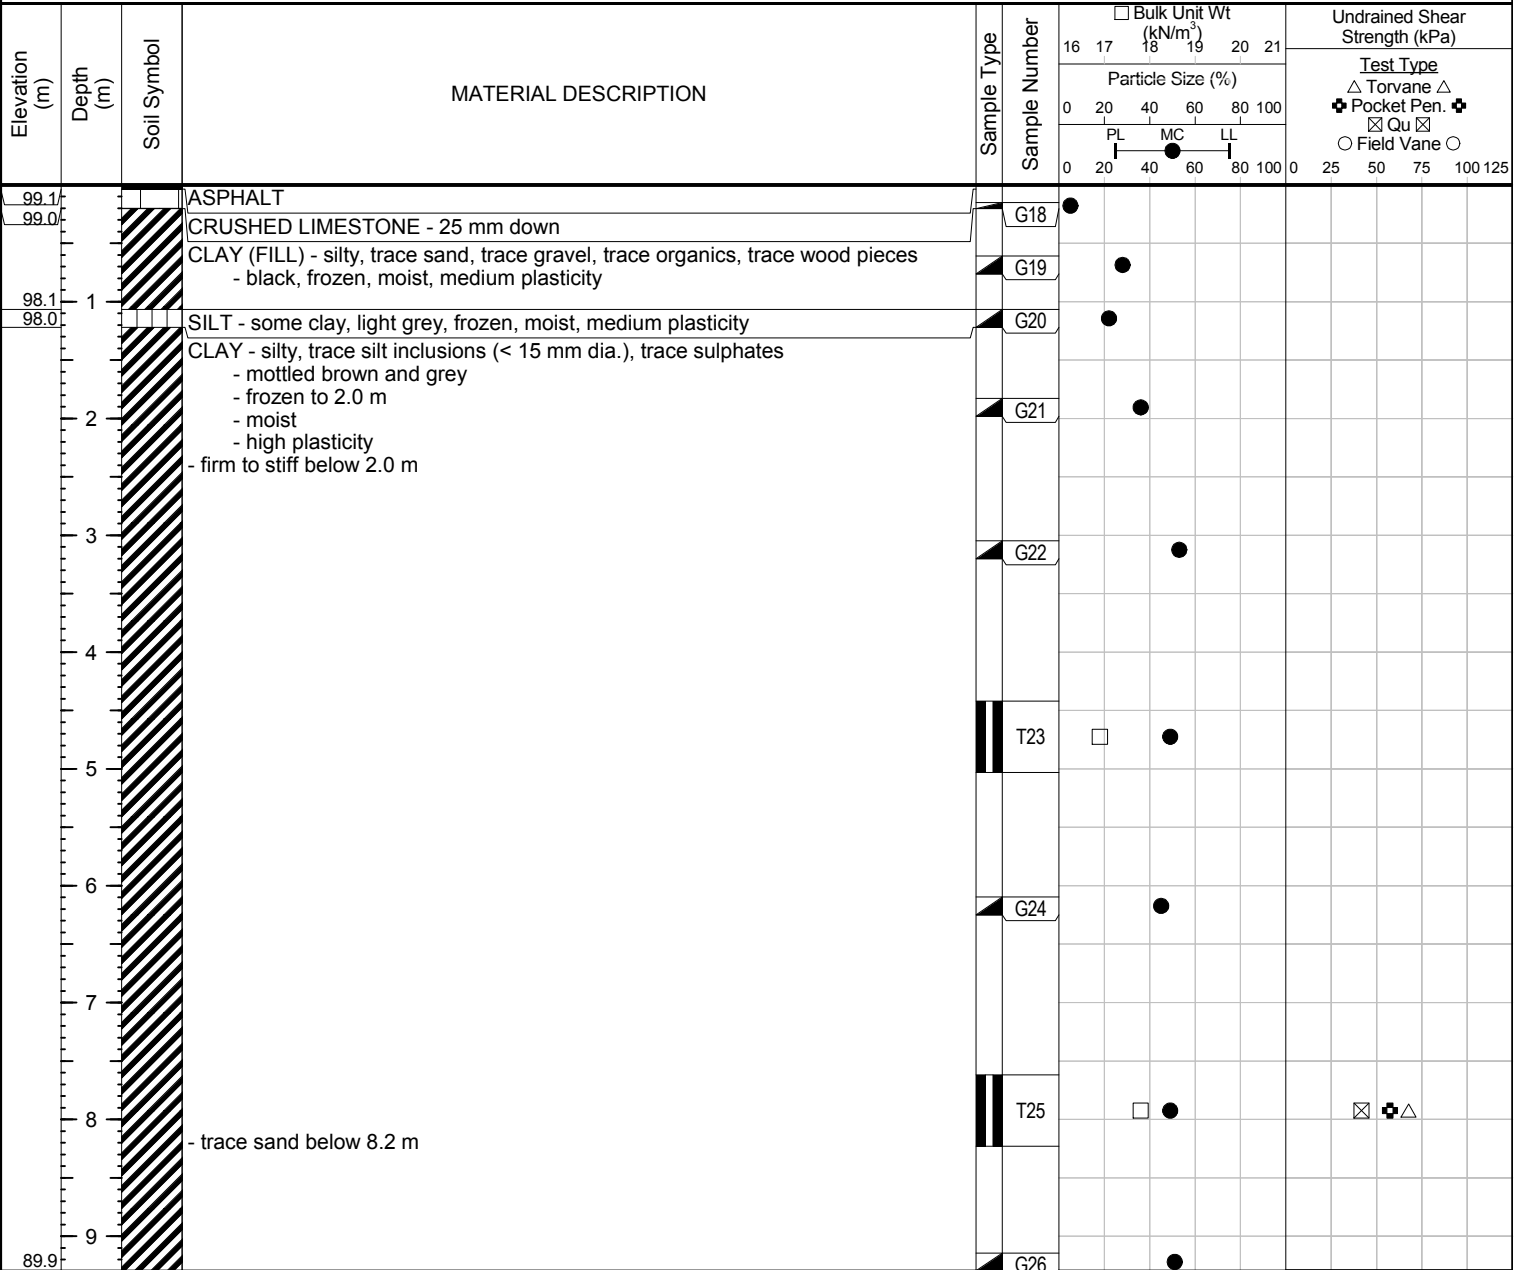 Elevation
(m)
Depth
(m)
Soil Symbol
MATERIAL DESCRIPTION
Sample Type
Sample Number
□ Bulk Unit Wt
(kN/m³)
16 17 18 19 20 21
Particle Size (%)
0 20 40 60 80 100
PL MC LL
0 20 40 60 80 100
Undrained Shear
Strength (kPa)
Test Type
△ Torvane △
✚ Pocket Pen. ✚
☒ Qu ☒
○ Field Vane ○
0 25 50 75 100 125
99.1
ASPHALT
99.0
G18
CRUSHED LIMESTONE - 25 mm down
CLAY (FILL) - silty, trace sand, trace gravel, trace organics, trace wood pieces
G19
- black, frozen, moist, medium plasticity
98.1
1
98.0
SILT - some clay, light grey, frozen, moist, medium plasticity
G20
CLAY - silty, trace silt inclusions (< 15 mm dia.), trace sulphates
- mottled brown and grey
- frozen to 2.0 m
G21
- moist
2
- high plasticity
- firm to stiff below 2.0 m
3
G22
4
T23
5
6
G24
7
T25
8
- trace sand below 8.2 m
9
89.9
G26